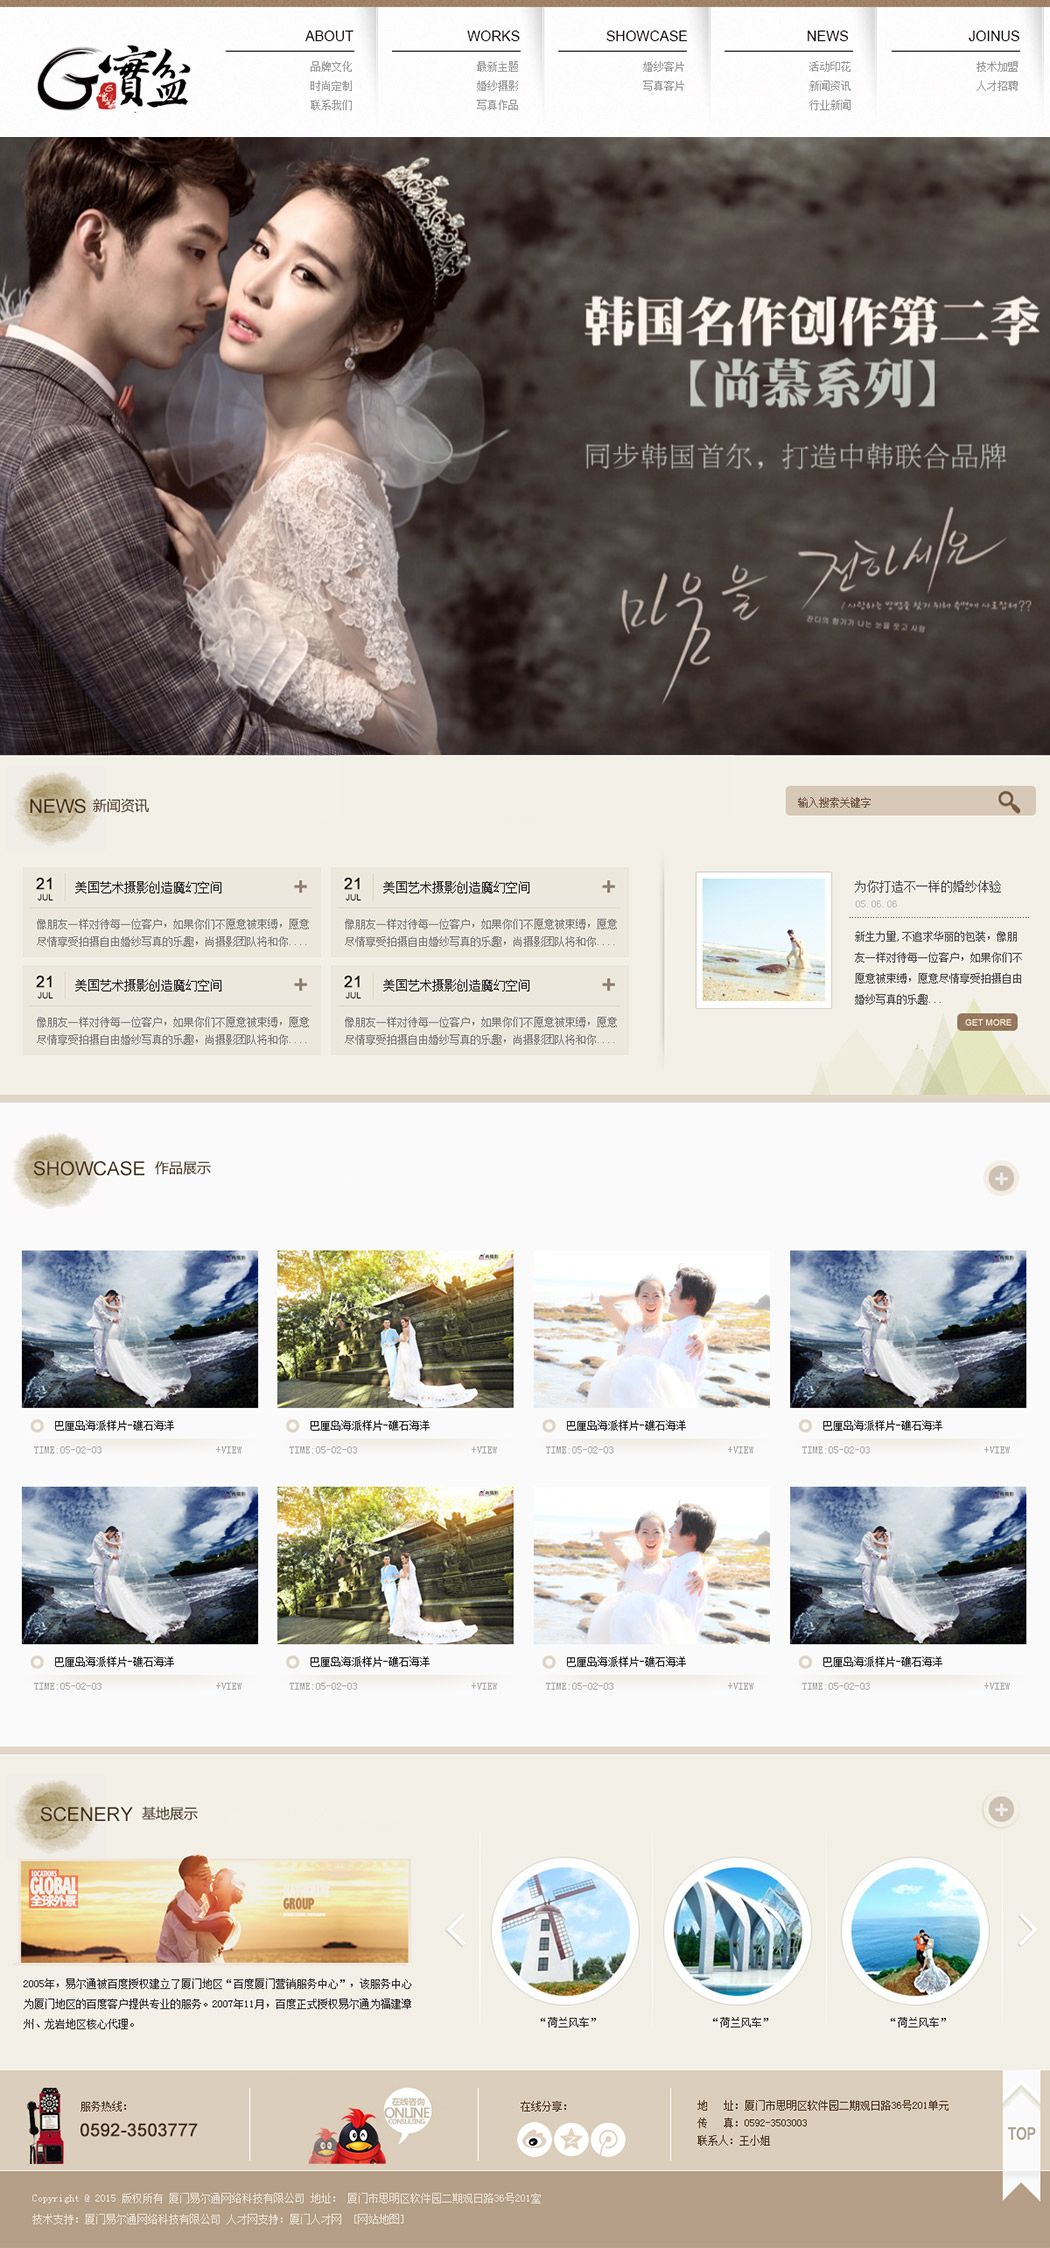 G寶盆
ABOUT
品牌文化
时尚定制
联系我们
WORKS
最新主题
婚纱摄影
写真作品
SHOWCASE
婚纱客片
写真客片
NEWS
活动印花
新闻资讯
行业新闻
JOINUS
技术加盟
人才招聘
韩国名作创作第二季
【尚慕系列】
同步韩国首尔，打造中韩联合品牌
미움을 전하세요
NEWS 新闻资讯
输入搜索关键字
21 JUL 美国艺术摄影创造魔幻空间 +
像朋友一样对待每一位客户，如果你们不愿意被束缚，愿意
尽情享受拍摄自由婚纱写真的乐趣，尚摄影团队将和你....
21 JUL 美国艺术摄影创造魔幻空间 +
像朋友一样对待每一位客户，如果你们不愿意被束缚，愿意
尽情享受拍摄自由婚纱写真的乐趣，尚摄影团队将和你....
21 JUL 美国艺术摄影创造魔幻空间 +
像朋友一样对待每一位客户，如果你们不愿意被束缚，愿意
尽情享受拍摄自由婚纱写真的乐趣，尚摄影团队将和你....
21 JUL 美国艺术摄影创造魔幻空间 +
像朋友一样对待每一位客户，如果你们不愿意被束缚，愿意
尽情享受拍摄自由婚纱写真的乐趣，尚摄影团队将和你....
为你打造不一样的婚纱体验
05.06.06
新生力量,不追求华丽的包装，像朋
友一样对待每一位客户，如果你们不
愿意被束缚，愿意尽情享受拍摄自由
婚纱写真的乐趣...
GET MORE
SHOWCASE 作品展示
巴厘岛海派样片-礁石海洋
TIME:05-02-03 +VIEW
巴厘岛海派样片-礁石海洋
TIME:05-02-03 +VIEW
巴厘岛海派样片-礁石海洋
TIME:05-02-03 +VIEW
巴厘岛海派样片-礁石海洋
TIME:05-02-03 +VIEW
巴厘岛海派样片-礁石海洋
TIME:05-02-03 +VIEW
巴厘岛海派样片-礁石海洋
TIME:05-02-03 +VIEW
巴厘岛海派样片-礁石海洋
TIME:05-02-03 +VIEW
巴厘岛海派样片-礁石海洋
TIME:05-02-03 +VIEW
SCENERY 基地展示
LOCATIONS
GLOBAL
全球外景
GROUP
2005年，易尔通被百度授权建立了厦门地区“百度厦门营销服务中心”，该服务中心
为厦门地区的百度客户提供专业的服务。2007年11月，百度正式授权易尔通为福建漳
州、龙岩地区核心代理。
“荷兰风车”
“荷兰风车”
“荷兰风车”
服务热线：
0592-3503777
在线咨询
ONLINE
CONSULTING
在线分享：
地 址：厦门市思明区软件园二期观日路36号201单元
传 真：0592-3503003
联系人：王小姐
TOP
Copyright @ 2015 版权所有 厦门易尔通网络科技有限公司 地址： 厦门市思明区软件园二期观日路36号201室
技术支持：厦门易尔通网络科技有限公司 人才网支持：厦门人才网 [网站地图]